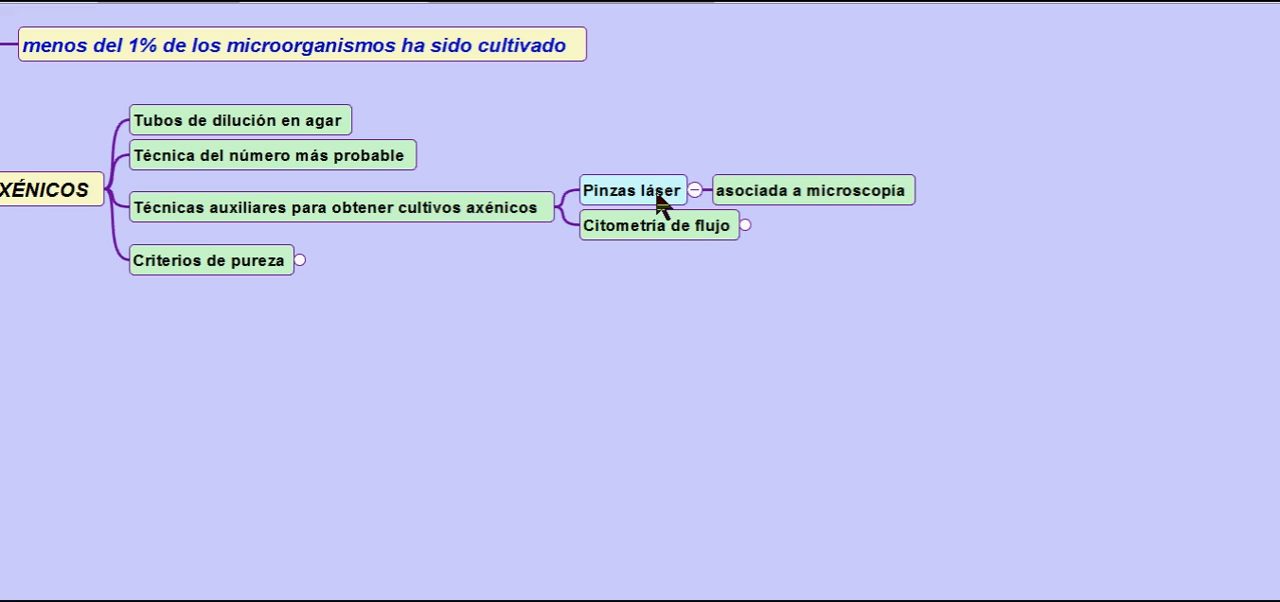 menos del 1% de los microorganismos ha sido cultivado
XÉNICOS
Tubos de dilución en agar
Técnica del número más probable
Técnicas auxiliares para obtener cultivos axénicos
Pinzas láser
asociada a microscopía
Citometría de flujo
Criterios de pureza